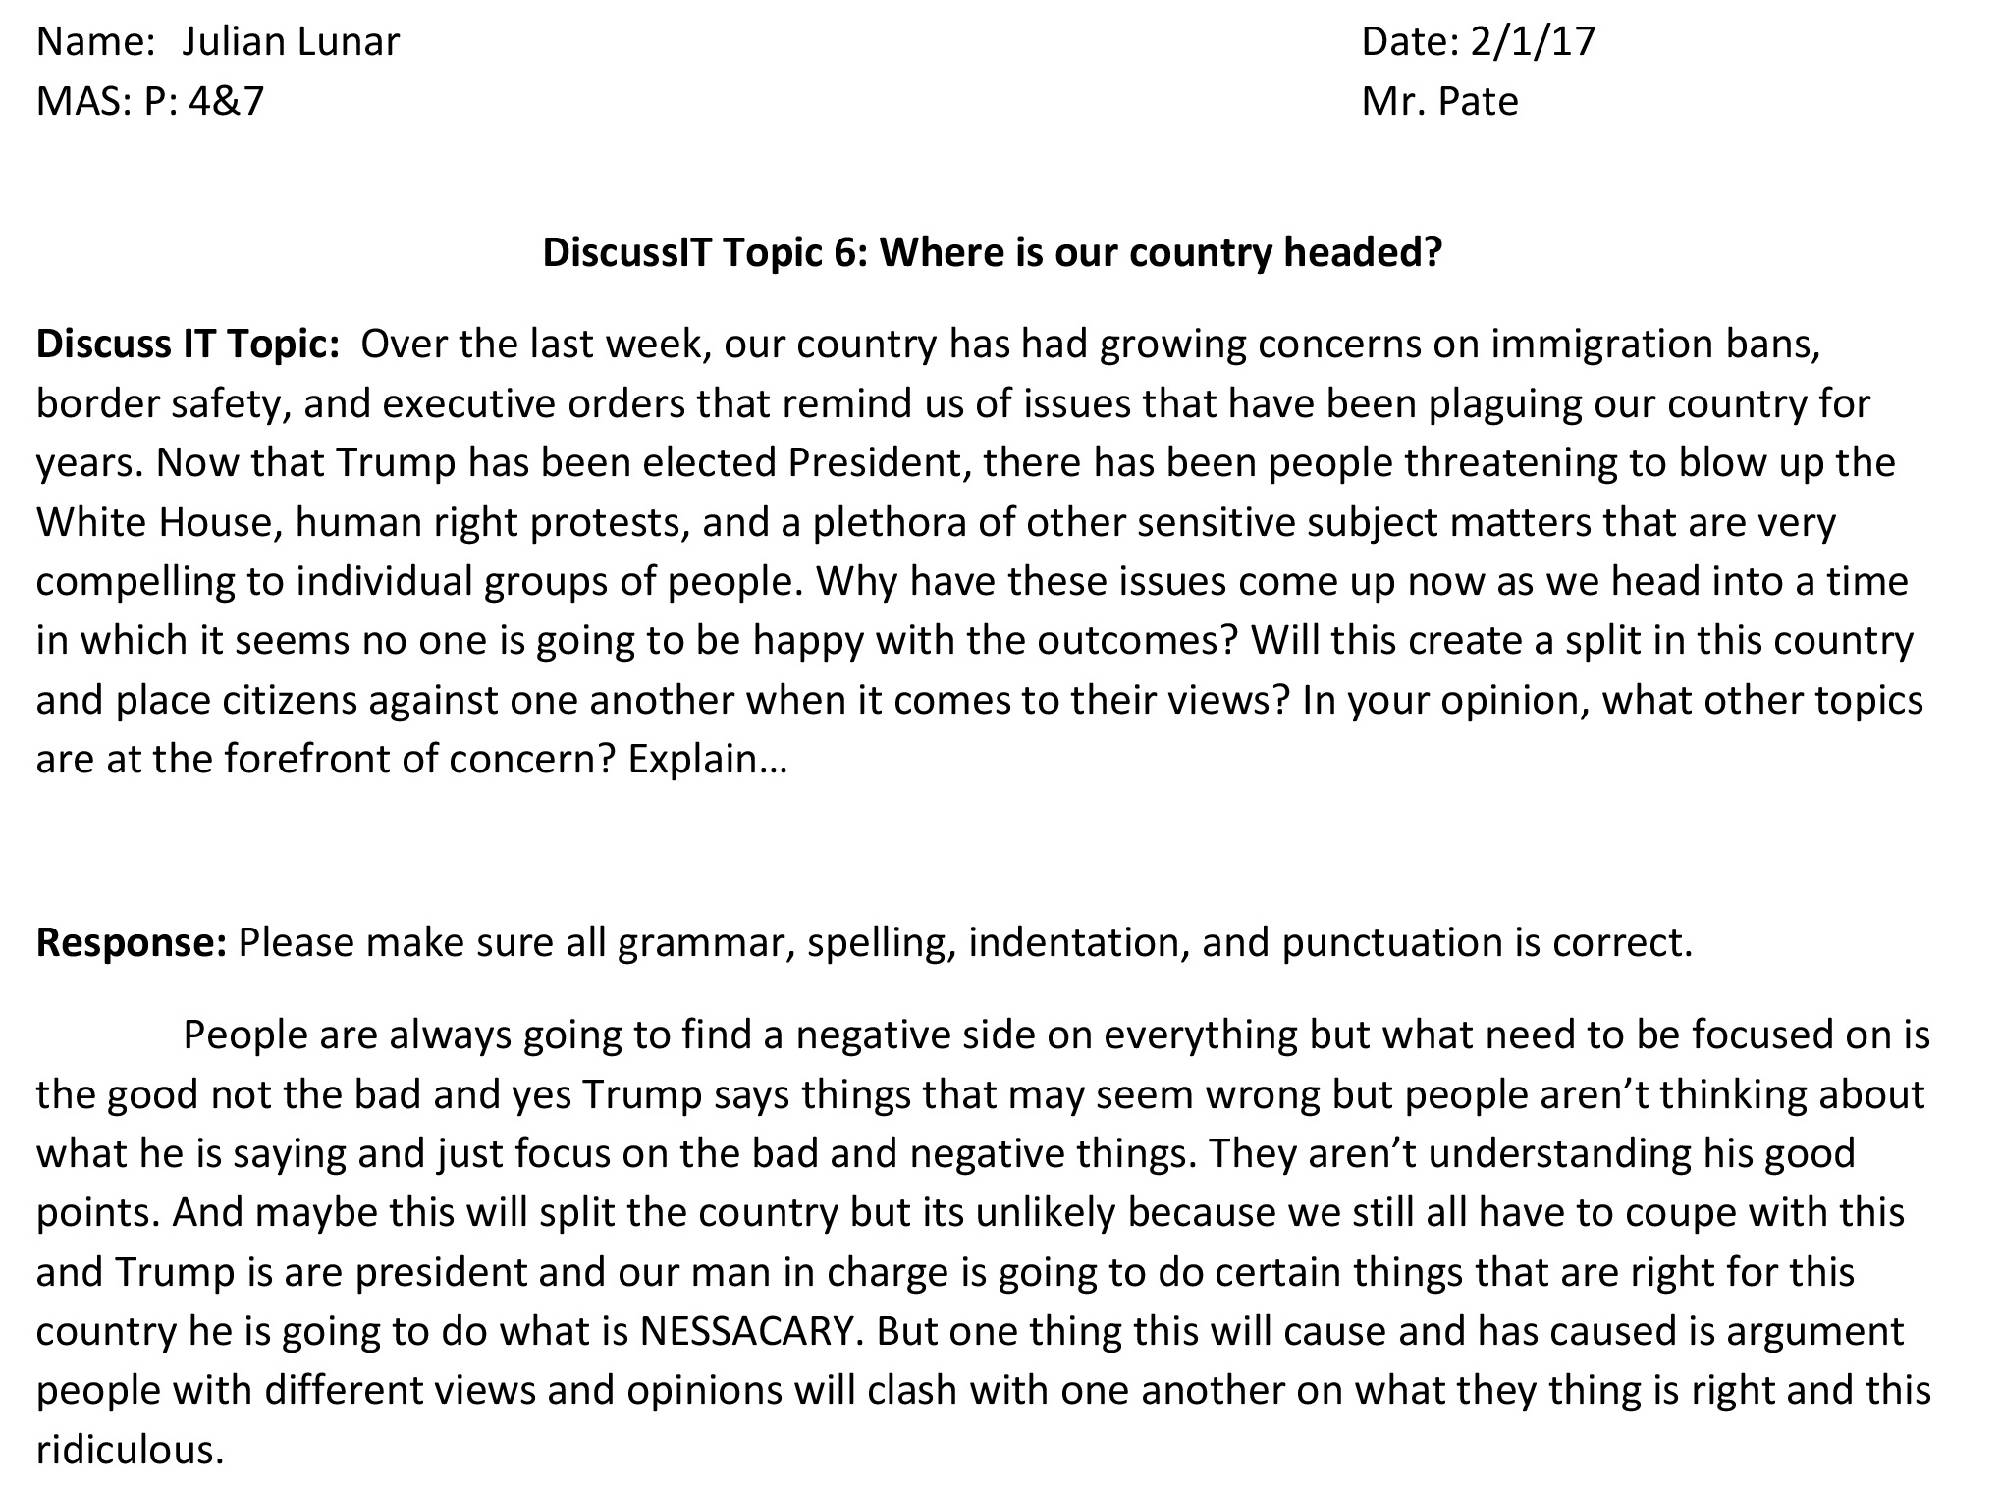 Name: Julian Lunar Date: 2/1/17
MAS: P: 4&7 Mr. Pate
DiscussIT Topic 6: Where is our country headed?
Discuss IT Topic: Over the last week, our country has had growing concerns on immigration bans,
border safety, and executive orders that remind us of issues that have been plaguing our country for
years. Now that Trump has been elected President, there has been people threatening to blow up the
White House, human right protests, and a plethora of other sensitive subject matters that are very
compelling to individual groups of people. Why have these issues come up now as we head into a time
in which it seems no one is going to be happy with the outcomes? Will this create a split in this country
and place citizens against one another when it comes to their views? In your opinion, what other topics
are at the forefront of concern? Explain...
Response: Please make sure all grammar, spelling, indentation, and punctuation is correct.
People are always going to find a negative side on everything but what need to be focused on is
the good not the bad and yes Trump says things that may seem wrong but people aren’t thinking about
what he is saying and just focus on the bad and negative things. They aren’t understanding his good
points. And maybe this will split the country but its unlikely because we still all have to coupe with this
and Trump is are president and our man in charge is going to do certain things that are right for this
country he is going to do what is NESSACARY. But one thing this will cause and has caused is argument
people with different views and opinions will clash with one another on what they thing is right and this
ridiculous.